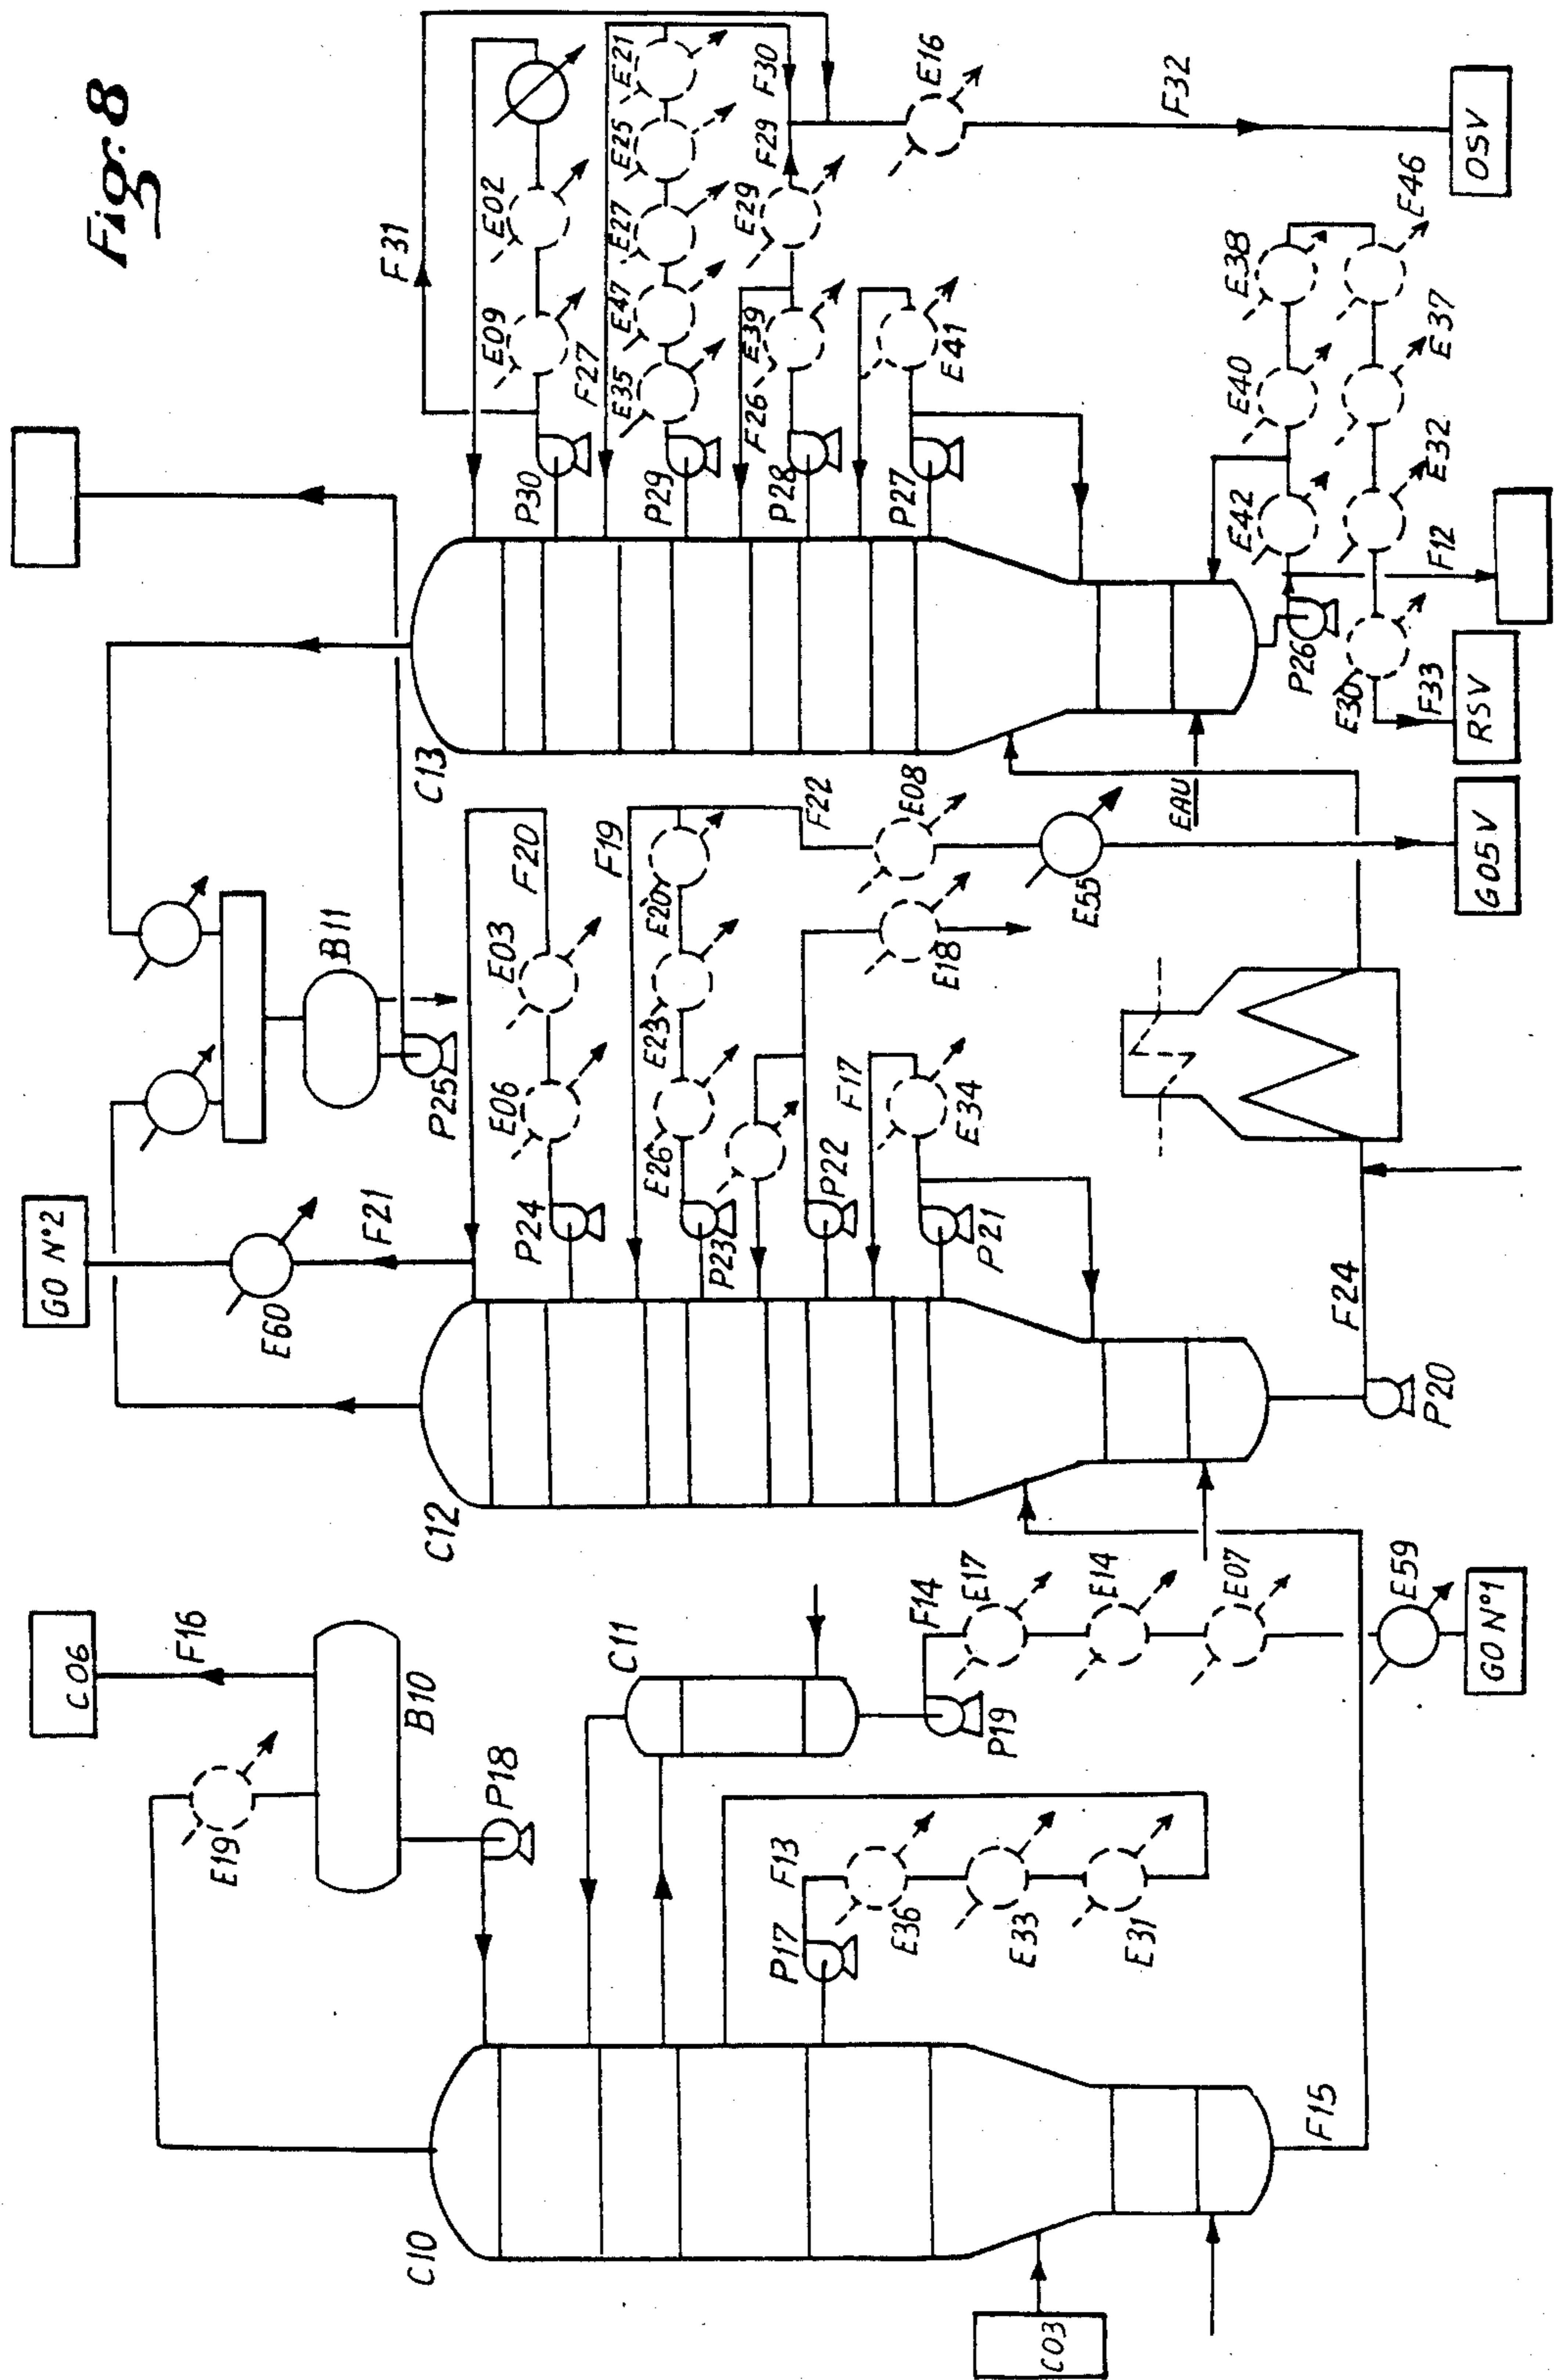 Fig. 8
C03
C10
F15
E19
B10
P18
C06
F16
P17
F13
E36
E33
E31
C11
P19
F14
E17
E14
E07
E59
GO N°1
C12
GO N°2
E60
F21
P24
E06
E03
F20
F19
P23
E26
E23
E20
P22
E18
F22
E08
E55
GO5V
F17
P21
E34
P20
F24
B11
P25
C13
EAU
F31
P30
E09
E02
F27
P29
E35
E47
E27
E25
E21
F30
F26
P28
E39
E29
F29
E16
F32
OSV
P27
E41
P26
E42
E40
E38
E46
E37
E32
E30
F12
F33
RSV